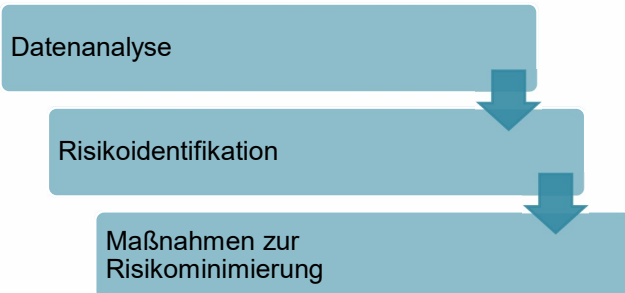 Datenanalyse
Risikoidentifikation
Maßnahmen zur
Risikominimierung